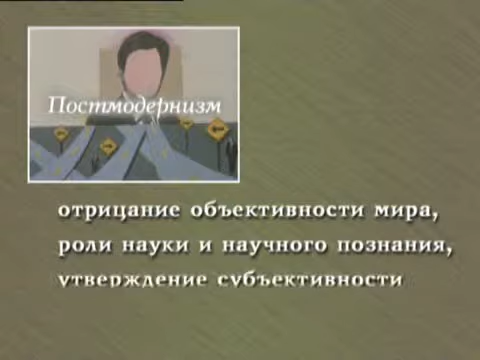 Постмодернизм
отрицание объективности мира,
роли науки и научного познания,
утверждение субъективности